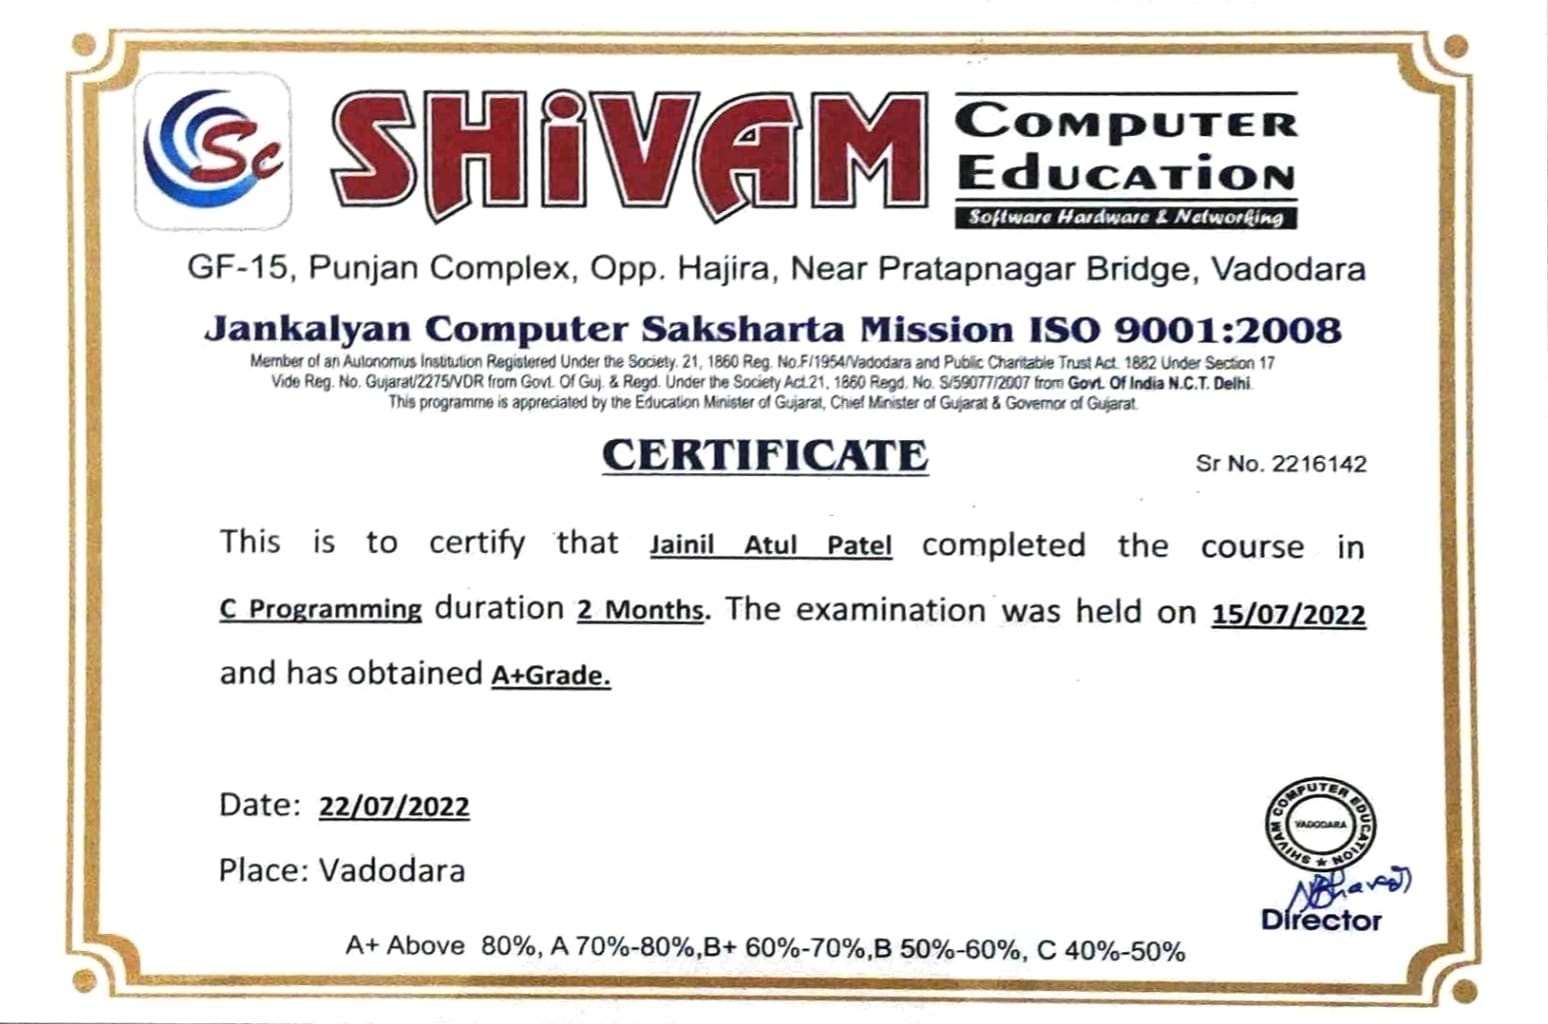 Sc
SHiVAM
COMPUTER
EdUCATiON
Software Hardware & Networking
GF-15, Punjan Complex, Opp. Hajira, Near Pratapnagar Bridge, Vadodara
Jankalyan Computer Saksharta Mission ISO 9001:2008
Member of an Autonomus Institution Registered Under the Society. 21, 1860 Reg. No.F/1954/Vadodara and Public Charitable Trust Act. 1882 Under Section 17
Vide Reg. No. Gujarat/2275/VDR from Govt. Of Guj. & Regd. Under the Society Act.21, 1860 Regd. No. S/59077/2007 from Govt. Of India N.C.T. Delhi.
This programme is appreciated by the Education Minister of Gujarat, Chief Minister of Gujarat & Governor of Gujarat.
CERTIFICATE
Sr No. 2216142
This is to certify that Jainil Atul Patel completed the course in
C Programming duration 2 Months. The examination was held on 15/07/2022
and has obtained A+Grade.
Date: 22/07/2022
Place: Vadodara
SHIVAM COMPUTER EDUCATION ★
VADODARA
Director
A+ Above 80%, A 70%-80%,B+ 60%-70%,B 50%-60%, C 40%-50%